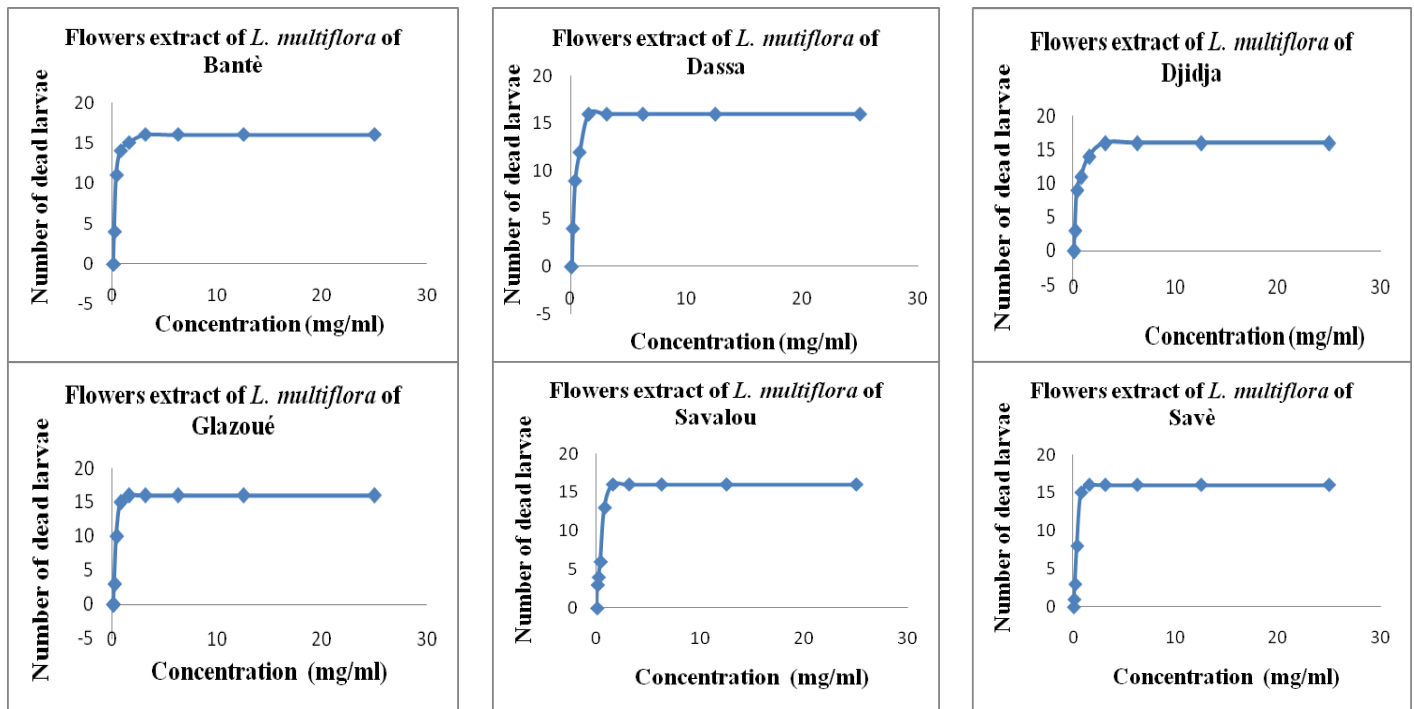 Flowers extract of L. multiflora of
Bantè
Number of dead larvae
20
15
10
5
0
-5
0
10
20
30
Concentration (mg/ml)
Flowers extract of L. mutiflora of
Dassa
Number of dead larvae
20
15
10
5
0
-5
0
10
20
30
Concentration (mg/ml)
Flowers extract of L. multiflora of
Djidja
Number of dead larvae
20
15
10
5
0
-5
0
10
20
30
Concentration (mg/ml)
Flowers extract of L. multiflora of
Glazoué
Number of dead larvae
20
15
10
5
0
-5
0
10
20
30
Concentration (mg/ml)
Flowers extract of L. multiflora of
Savalou
Number of dead larvae
20
15
10
5
0
0
10
20
30
Concentration (mg/ml)
Flowers extract of L. multiflora of
Savè
Number of dead larvae
20
15
10
5
0
0
10
20
30
Concentration (mg/ml)